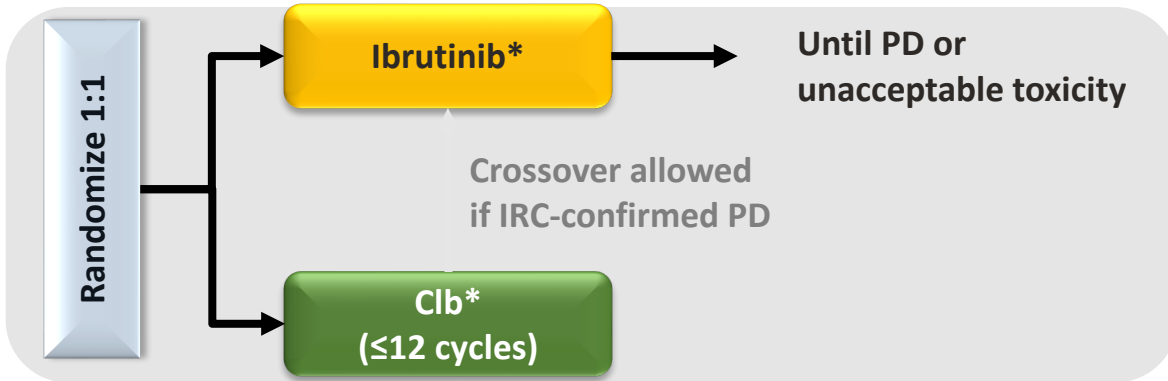 Randomize 1:1
Ibrutinib*
Until PD or
unacceptable toxicity
Crossover allowed
if IRC-confirmed PD
Clb*
(≤12 cycles)